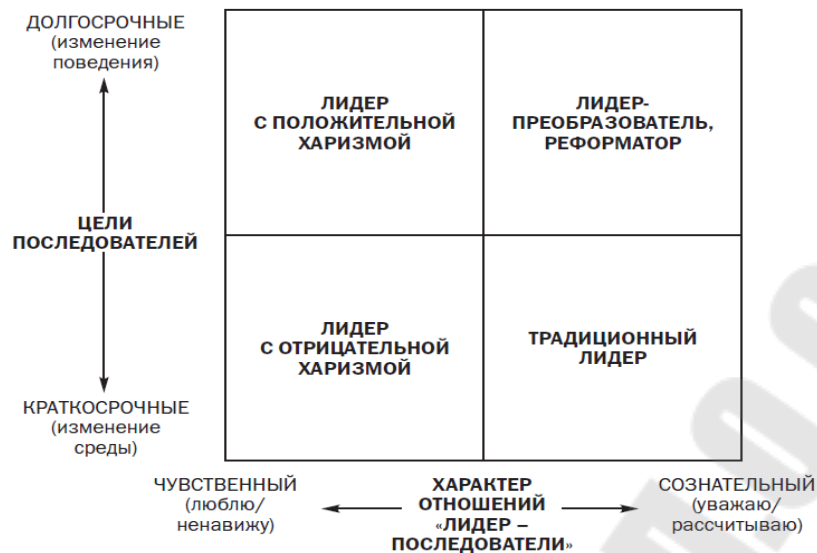 ДОЛГОСРОЧНЫЕ
(изменение
поведения)
ЛИДЕР
С ПОЛОЖИТЕЛЬНОЙ
ХАРИЗМОЙ
ЛИДЕР-
ПРЕОБРАЗОВАТЕЛЬ,
РЕФОРМАТОР
ЦЕЛИ
ПОСЛЕДОВАТЕЛЕЙ
ЛИДЕР
С ОТРИЦАТЕЛЬНОЙ
ХАРИЗМОЙ
ТРАДИЦИОННЫЙ
ЛИДЕР
КРАТКОСРОЧНЫЕ
(изменение
среды)
ЧУВСТВЕННЫЙ
(люблю/
ненавижу)
ХАРАКТЕР
ОТНОШЕНИЙ
«ЛИДЕР –
ПОСЛЕДОВАТЕЛИ»
СОЗНАТЕЛЬНЫЙ
(уважаю/
рассчитываю)